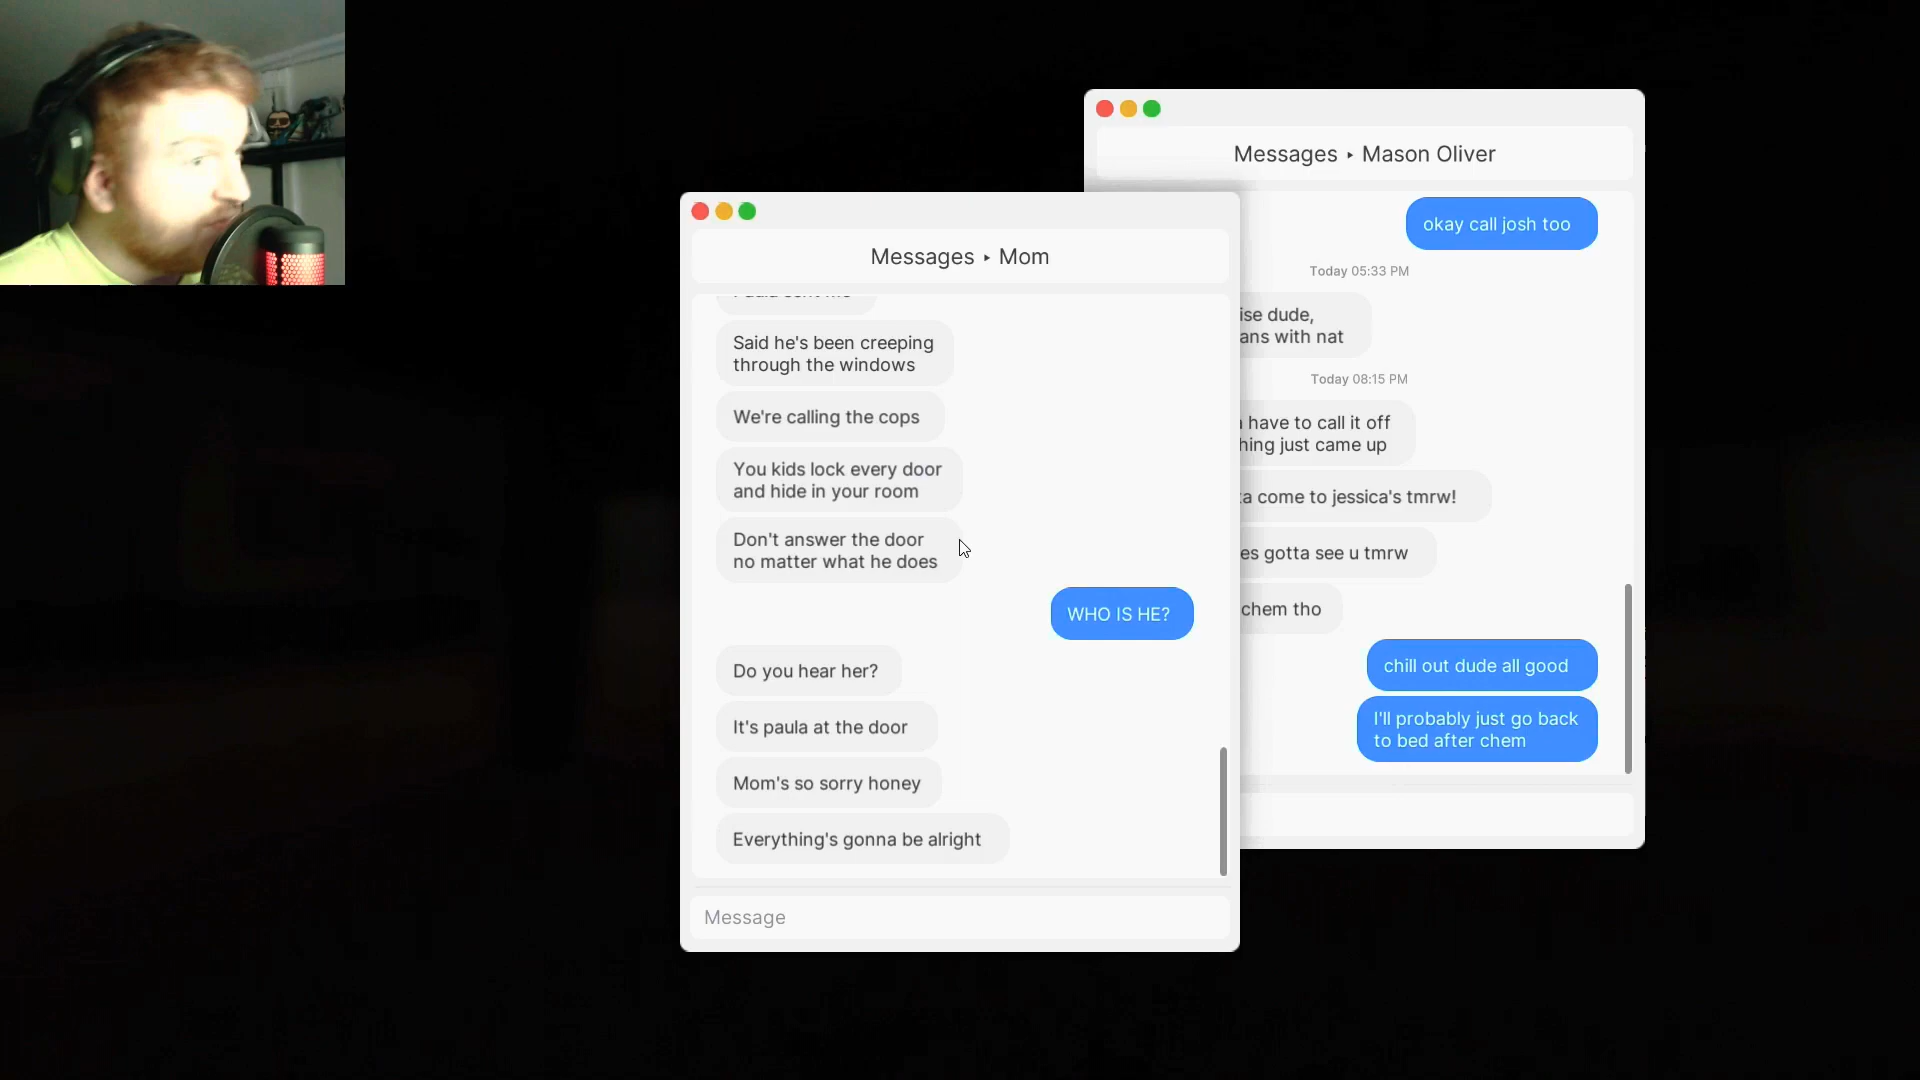 Messages ▸ Mason Oliver
okay call josh too
Today 05:33 PM
ise dude,
ans with nat
Today 08:15 PM
have to call it off
hing just came up
a come to jessica's tmrw!
es gotta see u tmrw
chem tho
chill out dude all good
I'll probably just go back
to bed after chem
Messages ▸ Mom
Said he's been creeping
through the windows
We're calling the cops
You kids lock every door
and hide in your room
Don't answer the door
no matter what he does
WHO IS HE?
Do you hear her?
It's paula at the door
Mom's so sorry honey
Everything's gonna be alright
Message